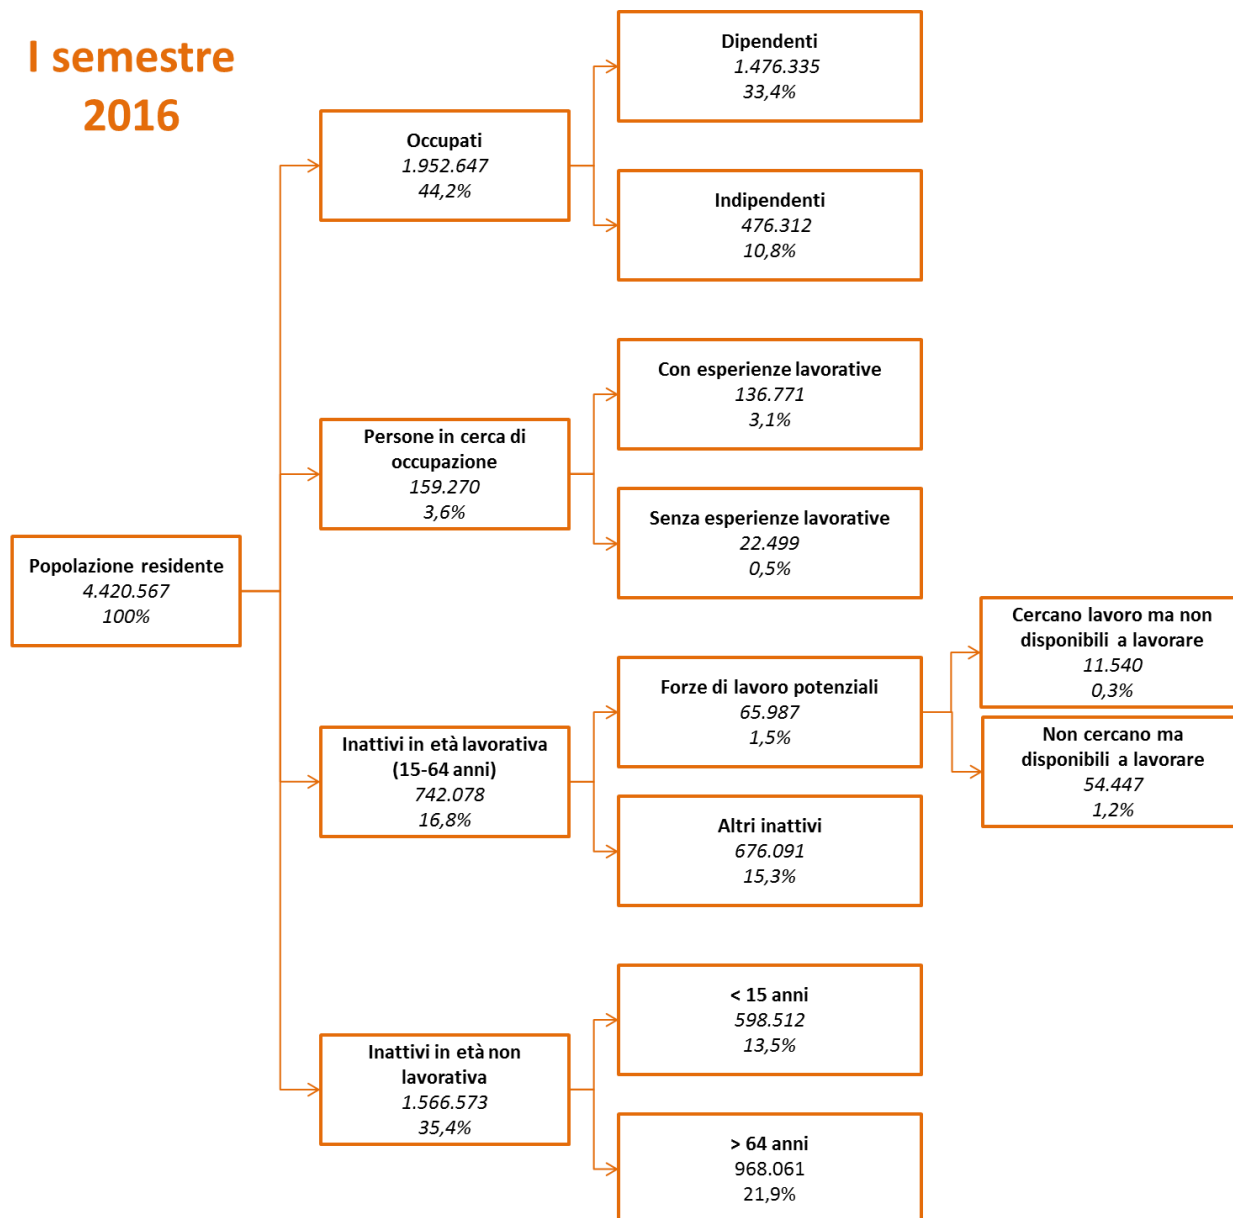 I semestre
2016
Popolazione residente
4.420.567
100%
Occupati
1.952.647
44,2%
Dipendenti
1.476.335
33,4%
Indipendenti
476.312
10,8%
Persone in cerca di
occupazione
159.270
3,6%
Con esperienze lavorative
136.771
3,1%
Senza esperienze lavorative
22.499
0,5%
Inattivi in età lavorativa
(15-64 anni)
742.078
16,8%
Forze di lavoro potenziali
65.987
1,5%
Cercano lavoro ma non
disponibili a lavorare
11.540
0,3%
Non cercano ma
disponibili a lavorare
54.447
1,2%
Altri inattivi
676.091
15,3%
Inattivi in età non
lavorativa
1.566.573
35,4%
< 15 anni
598.512
13,5%
> 64 anni
968.061
21,9%